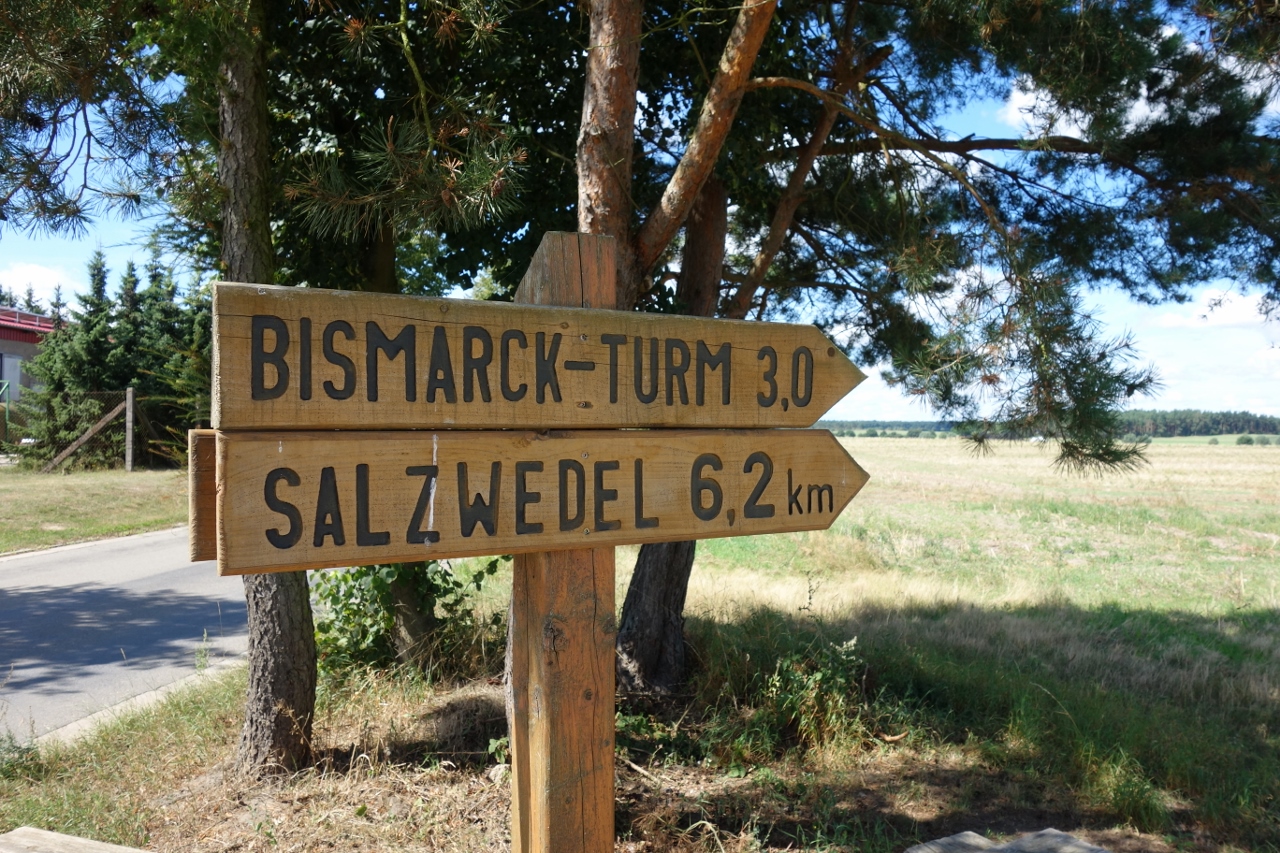 BISMARCK-TURM 3,0
SALZWEDEL 6,2 km